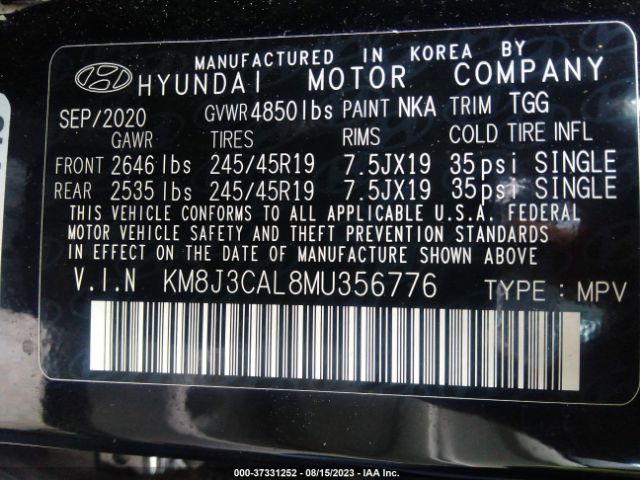 MANUFACTURED IN KOREA BY
HYUNDAI MOTOR COMPANY
SEP/2020 GVWR 4850lbs PAINT NKA TRIM TGG
GAWR TIRES RIMS COLD TIRE INFL
FRONT 2646 lbs 245/45R19 7.5JX19 35psi SINGLE
REAR 2535 lbs 245/45R19 7.5JX19 35psi SINGLE
THIS VEHICLE CONFORMS TO ALL APPLICABLE U.S.A. FEDERAL
MOTOR VEHICLE SAFETY AND THEFT PREVENTION STANDARDS
IN EFFECT ON THE DATE OF MANUFACTURE SHOWN ABOVE
V.I.N KM8J3CAL8MU356776 TYPE : MPV
000-37331252 - 08/15/2023 - IAA Inc.